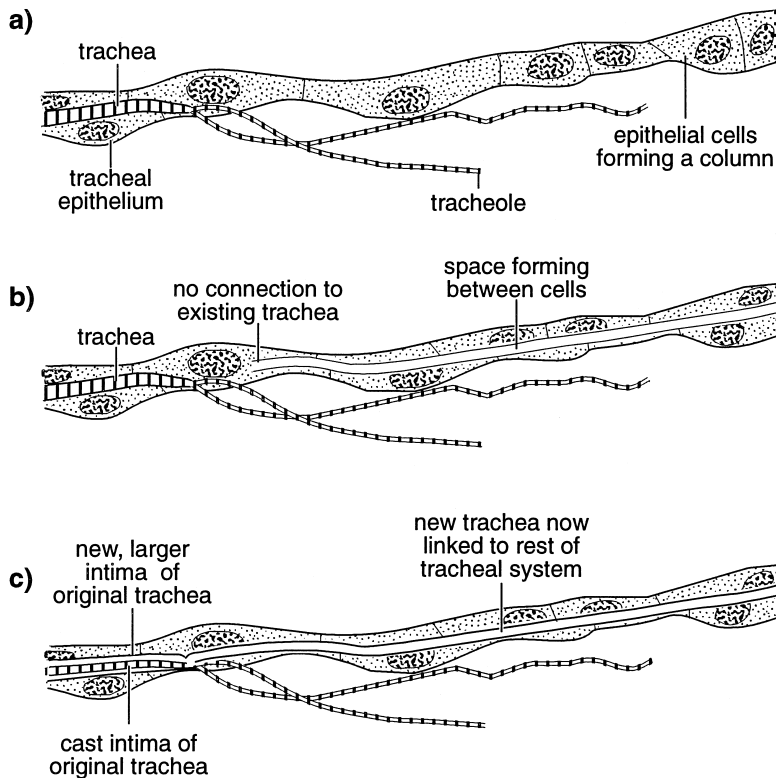 a)
trachea
tracheal
epithelium
tracheole
epithelial cells
forming a column
b)
trachea
no connection to
existing trachea
space forming
between cells
c)
new, larger
intima of
original trachea
new trachea now
linked to rest of
tracheal system
cast intima of
original trachea